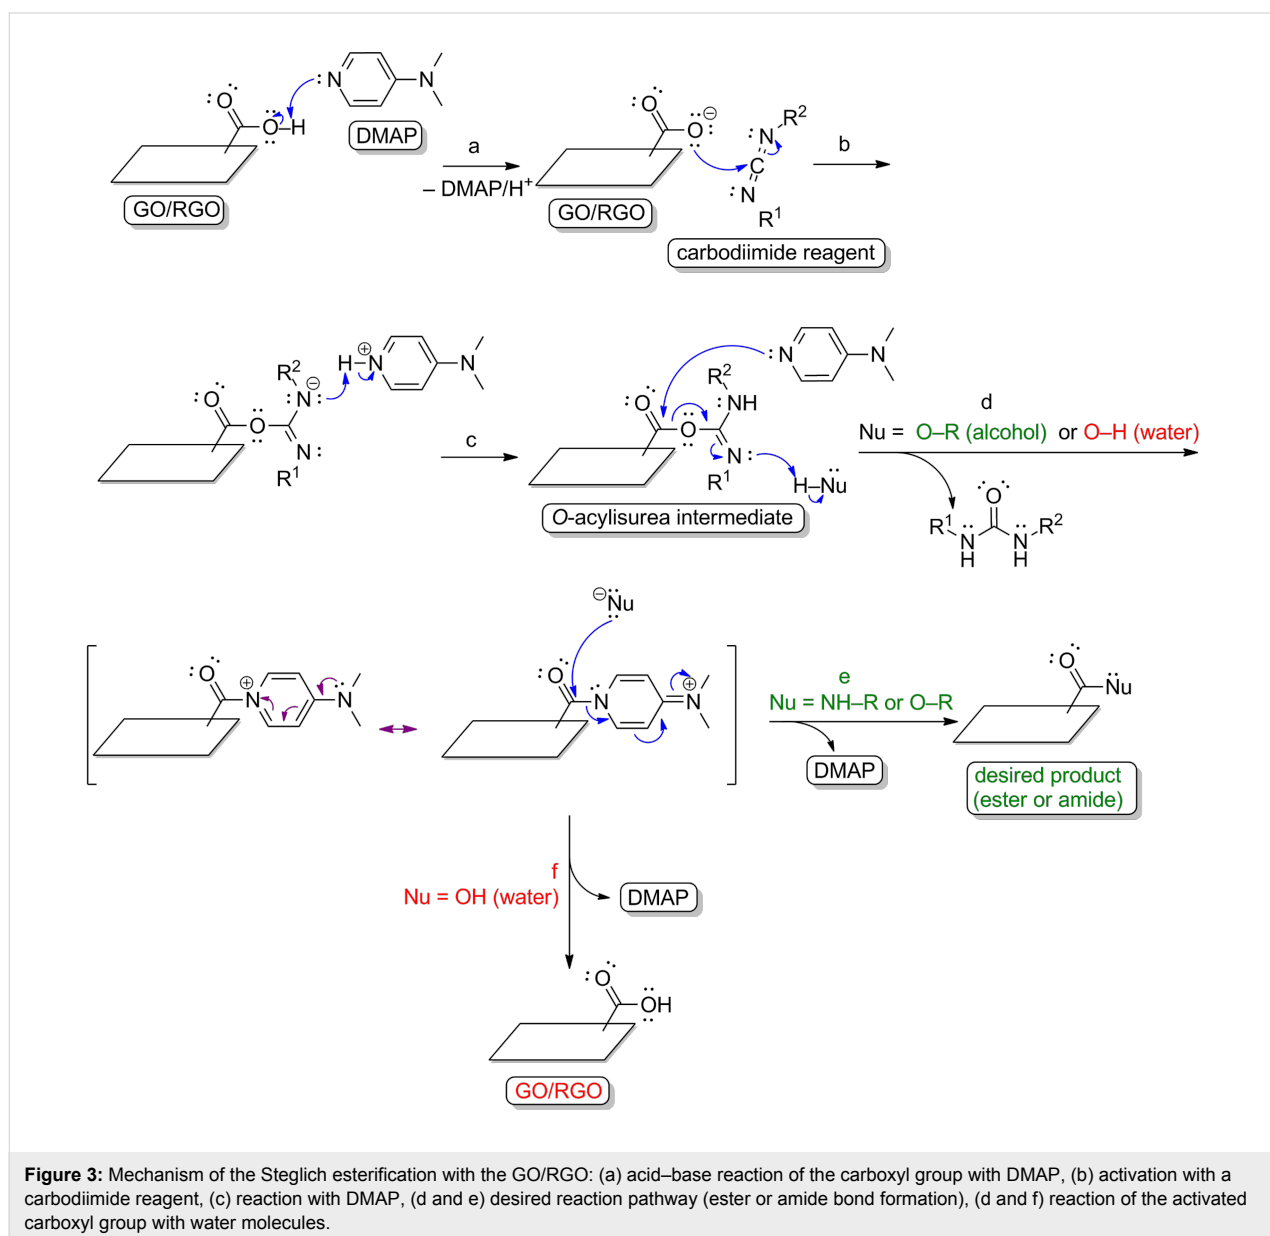 :O:
O–H
:N
N
DMAP
GO/RGO
a
– DMAP/H⁺
:O:
O:⊖
GO/RGO
:N
R²
C
:N
R¹
carbodiimide reagent
b
:O:
O
R²
:N:⊖
N:
R¹
H–N⊕
N
c
:O:
O
R²
:NH
N:
R¹
H–Nu
:N
N
O-acylisurea intermediate
d
Nu = O–R (alcohol) or O–H (water)
:O:
R¹
N
H
N
H
R²
:O:
N⊕
N
⊖Nu
:O:
N
N⊕
e
Nu = NH–R or O–R
DMAP
:O:
Nu
desired product
(ester or amide)
f
Nu = OH (water)
DMAP
:O:
OH
GO/RGO
Figure 3: Mechanism of the Steglich esterification with the GO/RGO: (a) acid–base reaction of the carboxyl group with DMAP, (b) activation with a
carbodiimide reagent, (c) reaction with DMAP, (d and e) desired reaction pathway (ester or amide bond formation), (d and f) reaction of the activated
carboxyl group with water molecules.